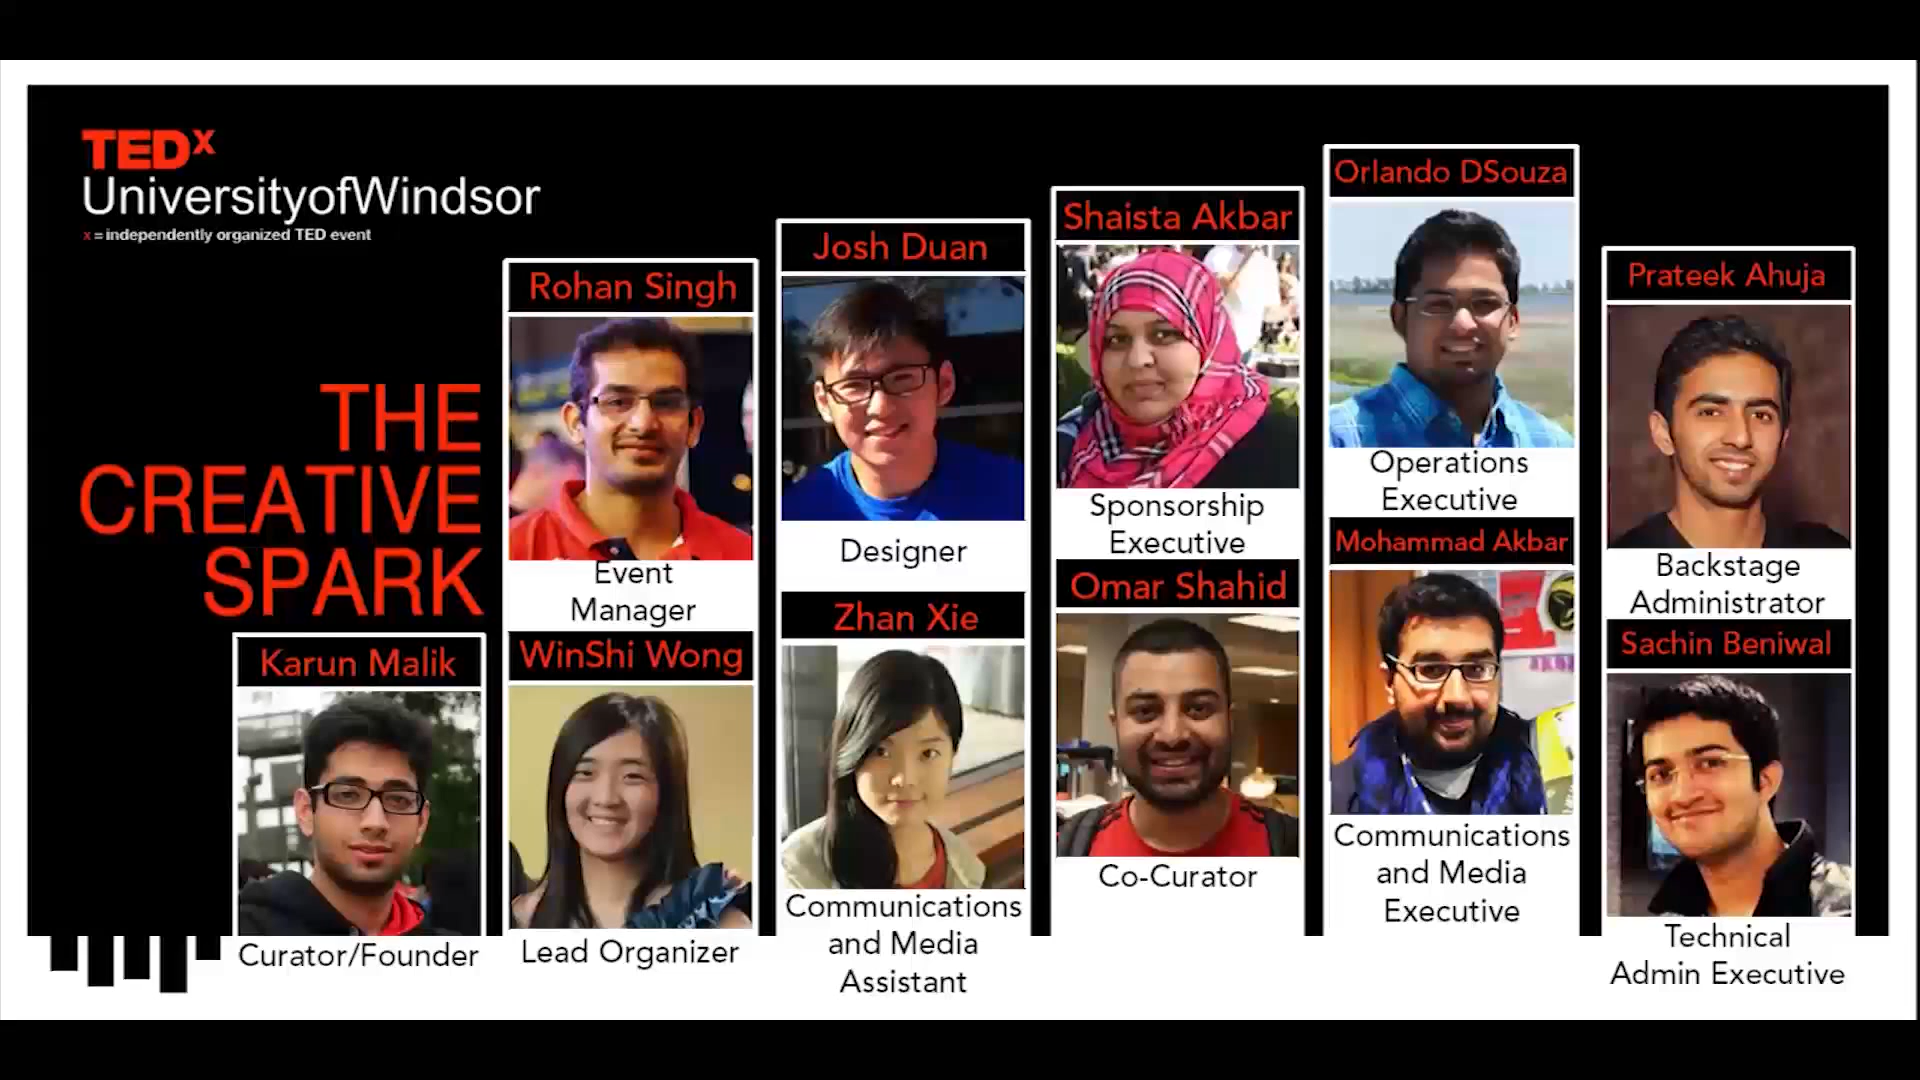 TEDx
UniversityofWindsor
x = independently organized TED event
THE
CREATIVE
SPARK
Karun Malik
Curator/Founder
Rohan Singh
Event
Manager
WinShi Wong
Lead Organizer
Josh Duan
Designer
Zhan Xie
Communications
and Media
Assistant
Shaista Akbar
Sponsorship
Executive
Omar Shahid
Co-Curator
Orlando DSouza
Operations
Executive
Mohammad Akbar
Communications
and Media
Executive
Prateek Ahuja
Backstage
Administrator
Sachin Beniwal
Technical
Admin Executive